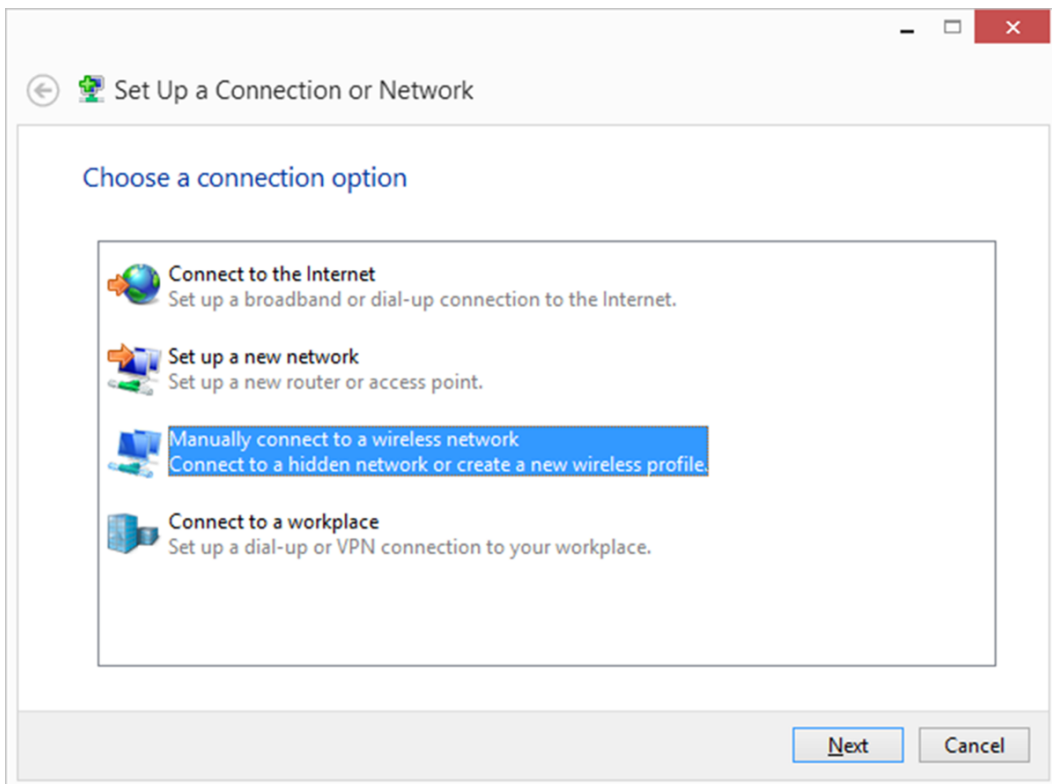 Set Up a Connection or Network
Choose a connection option
Connect to the Internet
Set up a broadband or dial-up connection to the Internet.
Set up a new network
Set up a new router or access point.
Manually connect to a wireless network
Connect to a hidden network or create a new wireless profile.
Connect to a workplace
Set up a dial-up or VPN connection to your workplace.
Next
Cancel